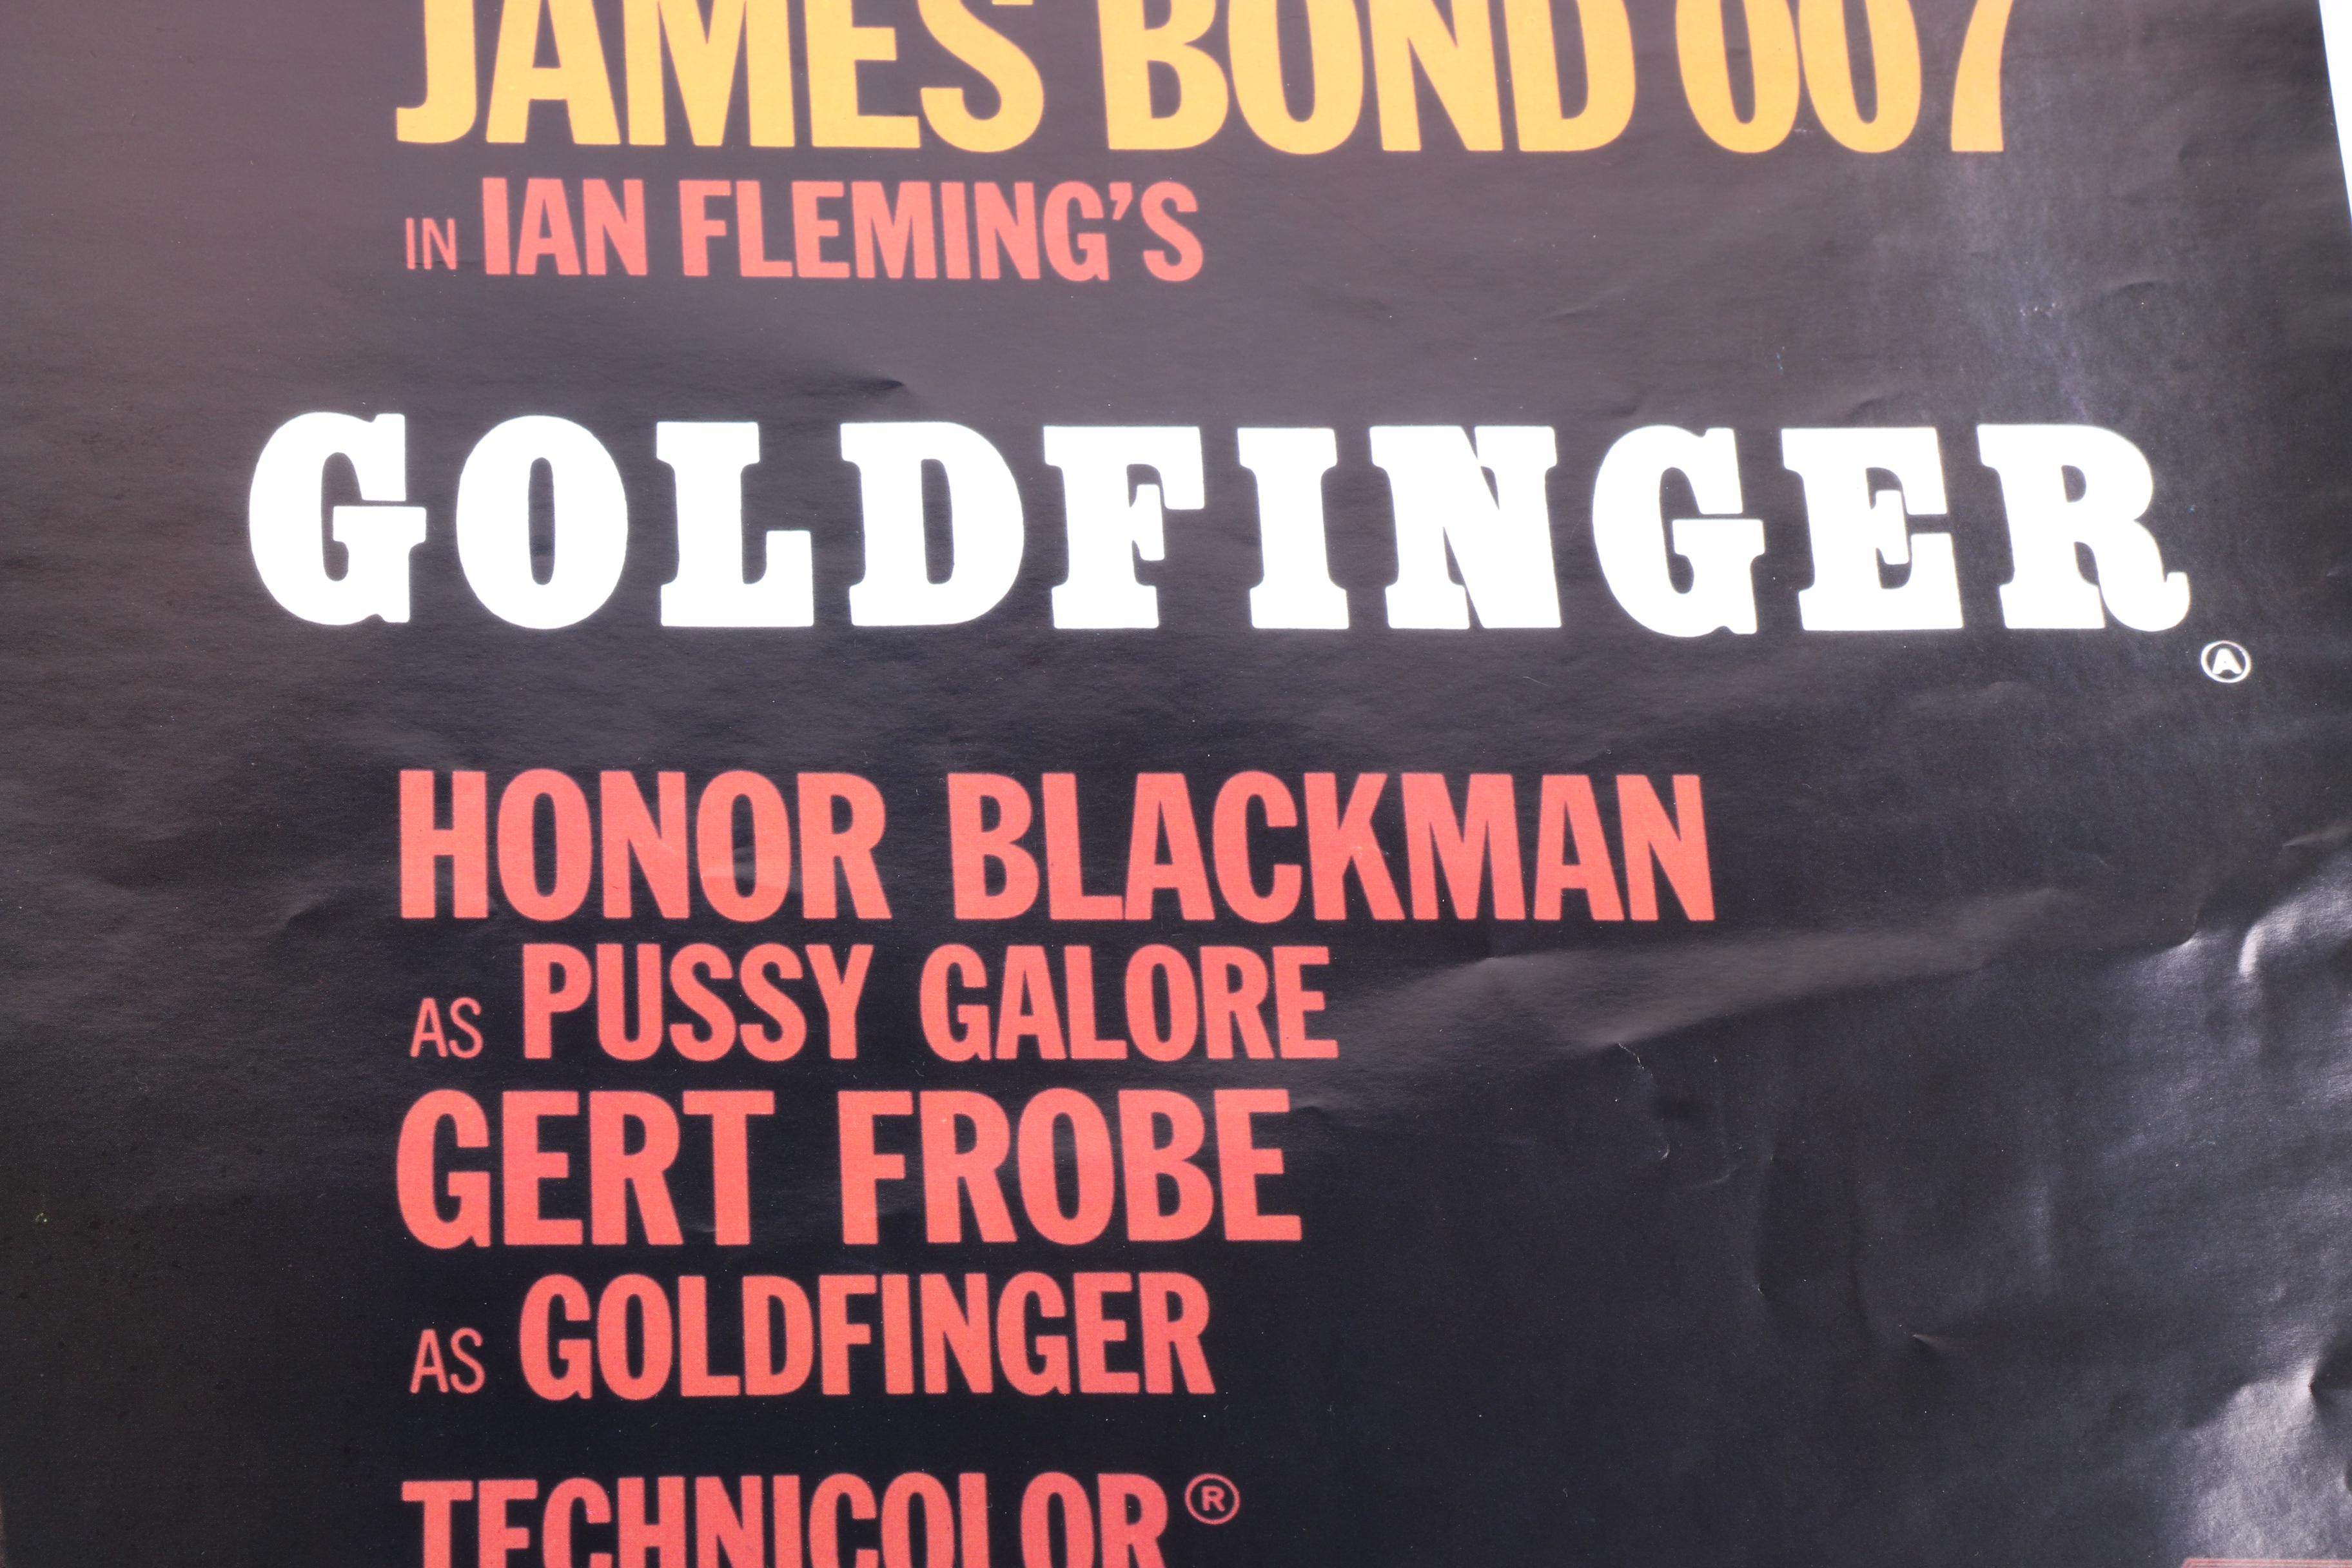 JAMES BOND 007
IN IAN FLEMING'S
GOLDFINGER
Ⓐ
HONOR BLACKMAN
AS PUSSY GALORE
GERT FROBE
AS GOLDFINGER
TECHNICOLOR®